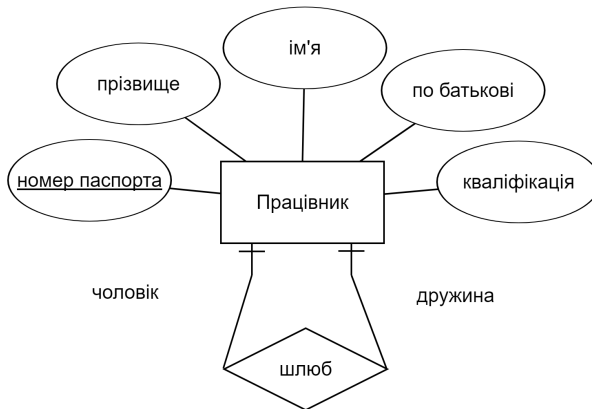 ім'я
прізвище
по батькові
номер паспорта
Працівник
кваліфікація
чоловік
дружина
шлюб